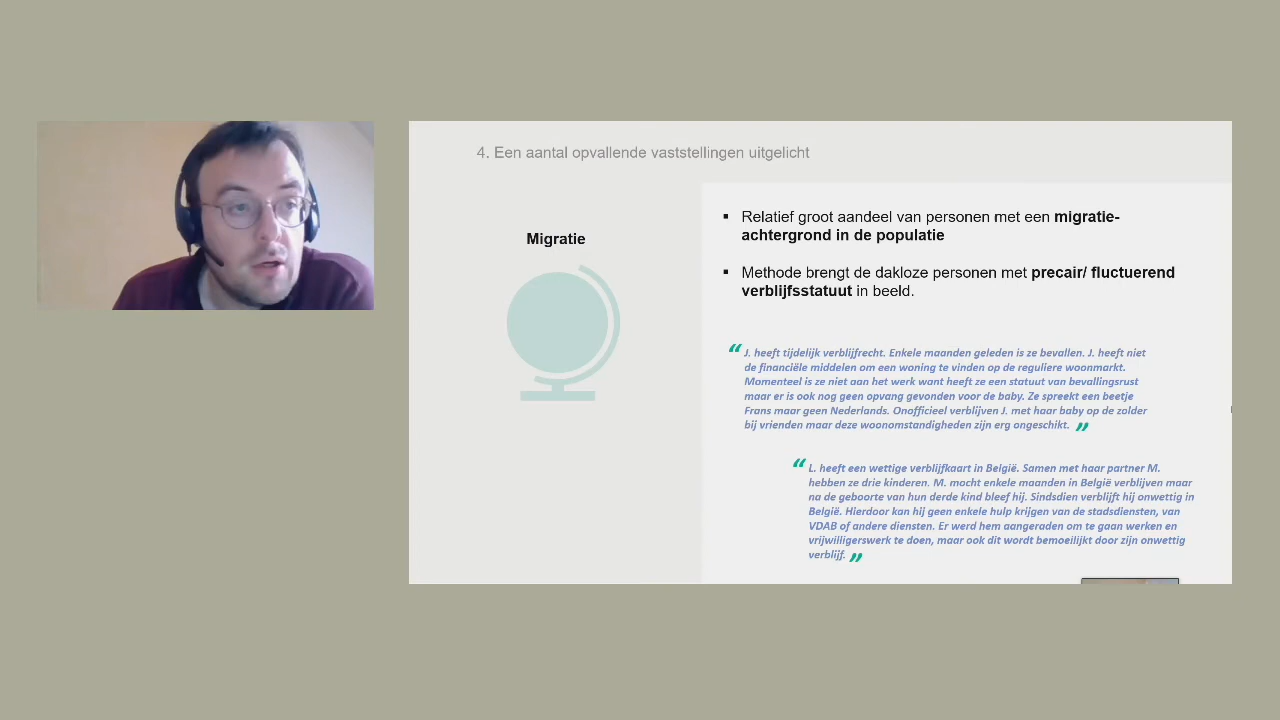 4. Een aantal opvallende vaststellingen uitgelicht
Migratie
▪ Relatief groot aandeel van personen met een migratie-
achtergrond in de populatie
▪ Methode brengt de dakloze personen met precair/ fluctuerend
verblijfsstatuut in beeld.
“ J. heeft tijdelijk verblijfrecht. Enkele maanden geleden is ze bevallen. J. heeft niet
de financiële middelen om een woning te vinden op de reguliere woonmarkt.
Momenteel is ze niet aan het werk want heeft ze een statuut van bevallingsrust
maar er is ook nog geen opvang gevonden voor de baby. Ze spreekt een beetje
Frans maar geen Nederlands. Onofficieel verblijven J. met haar baby op de zolder
bij vrienden maar deze woonomstandigheden zijn erg ongeschikt. ”
“ L. heeft een wettige verblijfkaart in België. Samen met haar partner M.
hebben ze drie kinderen. M. mocht enkele maanden in België verblijven maar
na de geboorte van hun derde kind bleef hij. Sindsdien verblijft hij onwettig in
België. Hierdoor kan hij geen enkele hulp krijgen van de stadsdiensten, van
VDAB of andere diensten. Er werd hem aangeraden om te gaan werken en
vrijwilligerswerk te doen, maar ook dit wordt bemoeilijkt door zijn onwettig
verblijf. ”